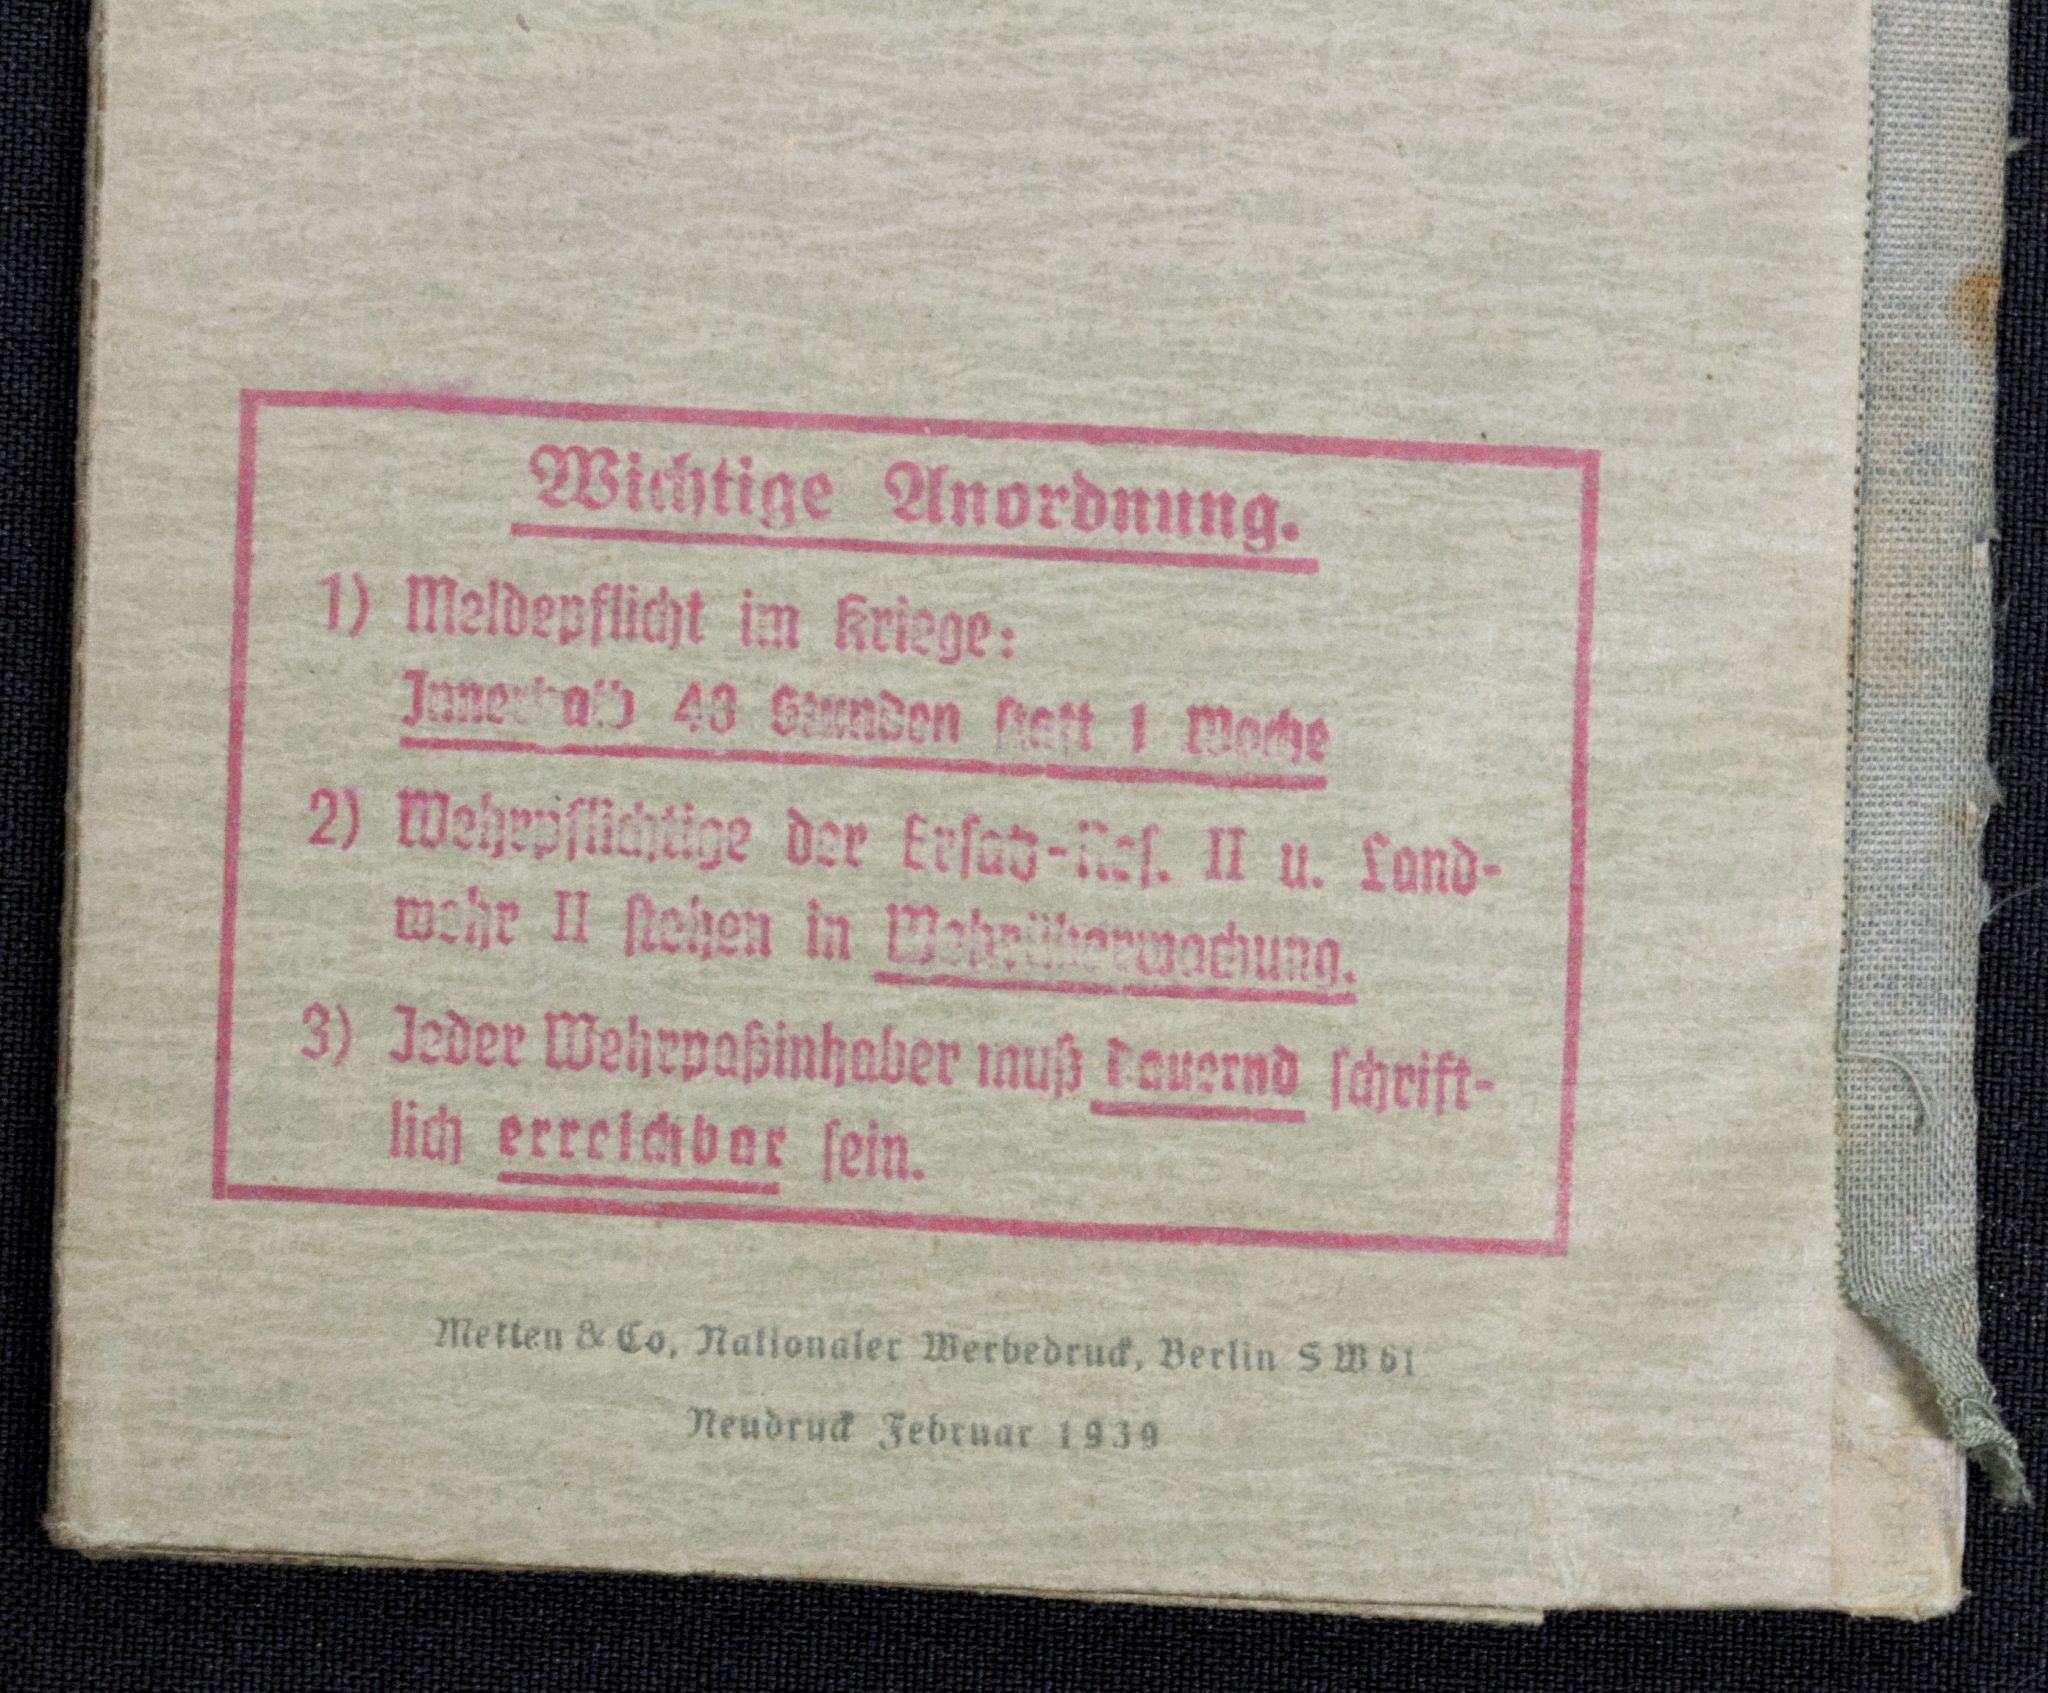 Wichtige Anordnung.
1) Meldepflicht im Kriege:
Innerhalb 48 Stunden statt 1 Woche
2) Wehrpflichtige der Ersatz-Res. II u. Land-
wehr II stehen in Wehrüberwachung.
3) Jeder Wehrpaßinhaber muß dauernd schrift-
lich erreichbar sein.
Metten & Co, Nationaler Werbedruck, Berlin SW 61
Neudruck Februar 1939